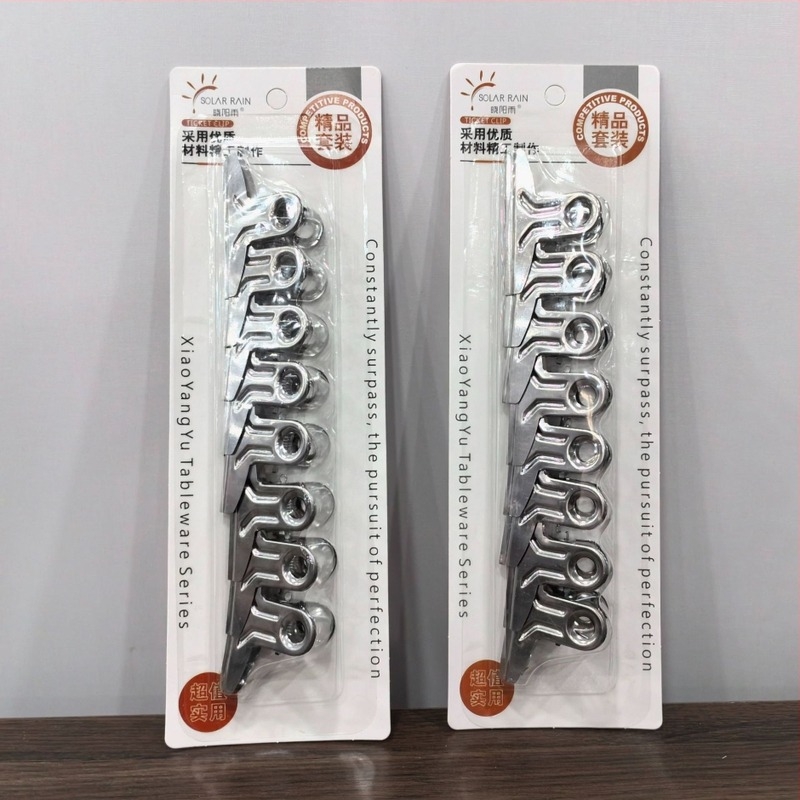 SOLAR RAIN
晓阳雨®
TICKET CLIP
采用优质
材料精工制作
COMPETITIVE PRODUCTS
精品
套装
Constantly surpass, the pursuit of perfection
XiaoYangYu Tableware Series
超值
实用
SOLAR RAIN
晓阳雨®
TICKET CLIP
采用优质
材料精工制作
COMPETITIVE PRODUCTS
精品
套装
Constantly surpass, the pursuit of perfection
XiaoYangYu Tableware Series
超值
实用